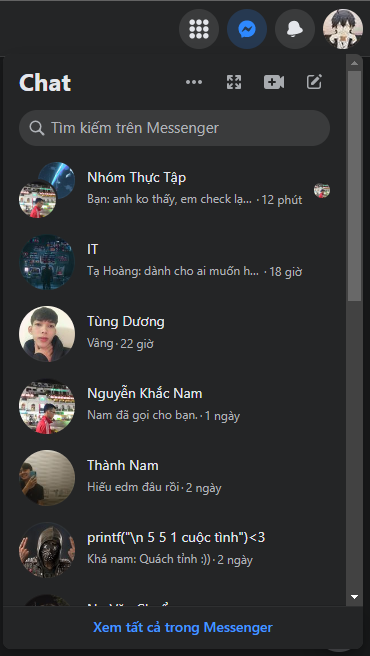 Chat
Tìm kiếm trên Messenger
Nhóm Thực Tập
Bạn: anh ko thấy, em check lạ... · 12 phút
IT
Tạ Hoàng: dành cho ai muốn h... · 18 giờ
Tùng Dương
Vâng · 22 giờ
Nguyễn Khắc Nam
Nam đã gọi cho bạn. · 1 ngày
Thành Nam
Hiếu edm đâu rồi · 2 ngày
printf("\n 5 5 1 cuộc tình")<3
Khá nam: Quách tỉnh :)) · 2 ngày
Xem tất cả trong Messenger